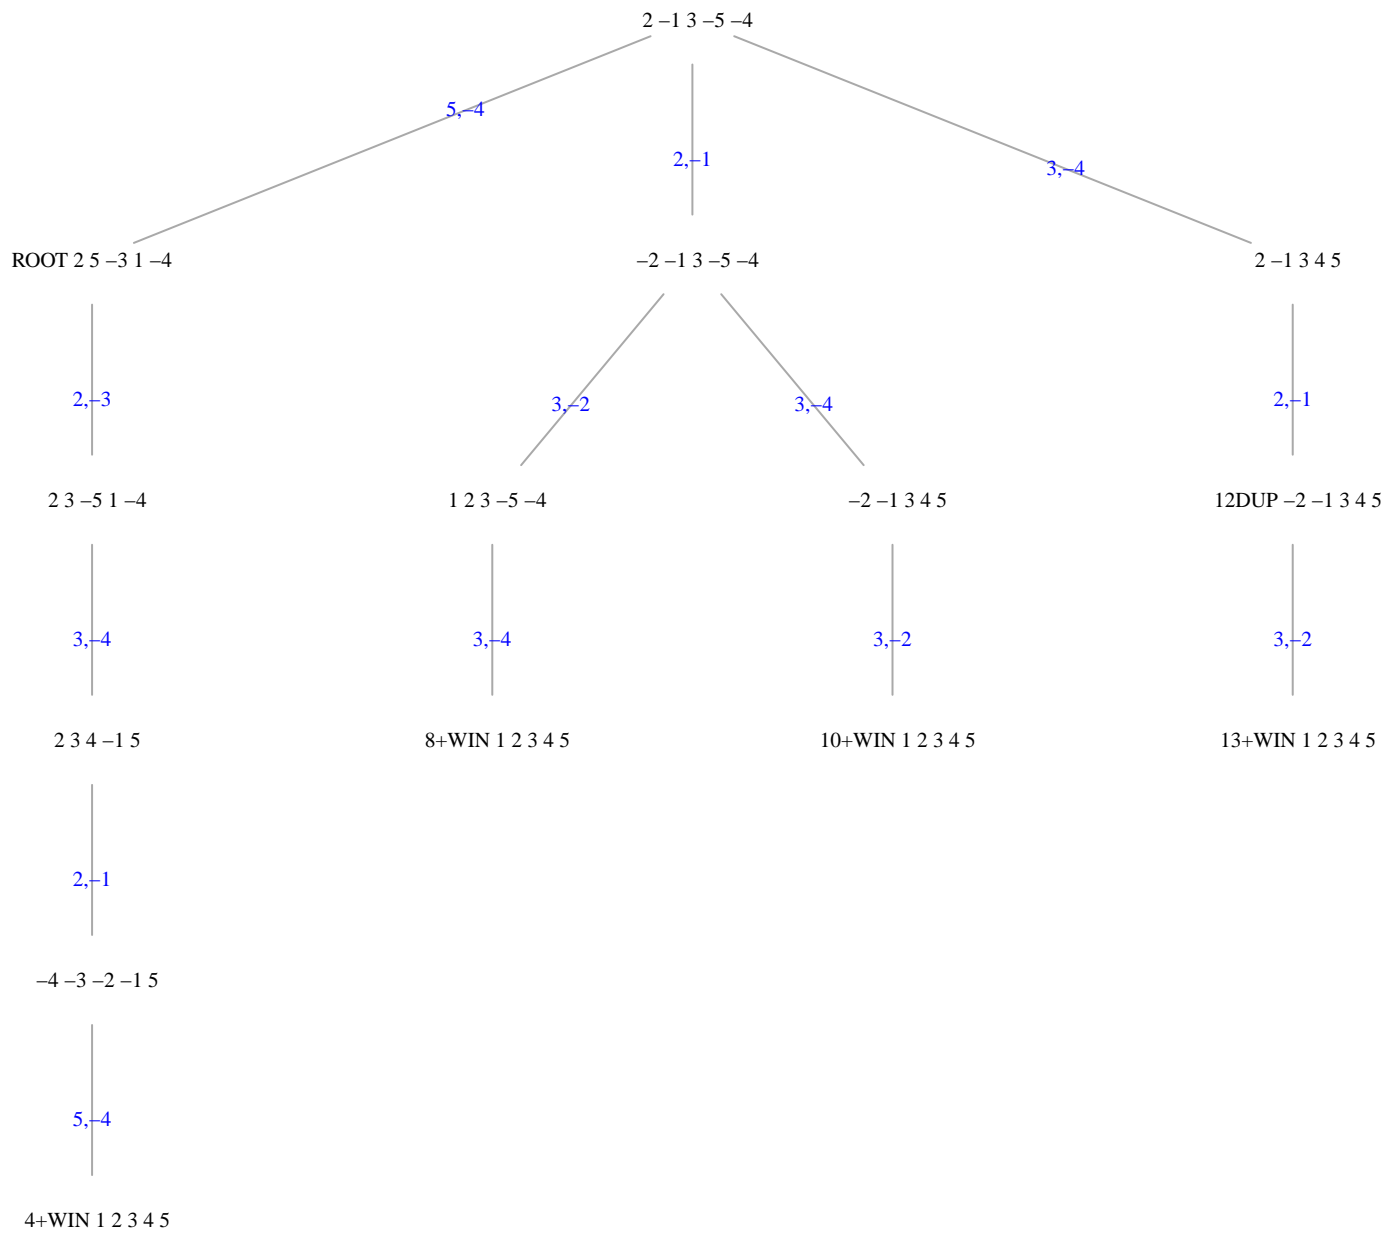 2 –1 3 –5 –4
5,–4
2,–1
3,–4
ROOT 2 5 –3 1 –4
–2 –1 3 –5 –4
2 –1 3 4 5
2,–3
3,–2
3,–4
2,–1
2 3 –5 1 –4
1 2 3 –5 –4
–2 –1 3 4 5
12DUP –2 –1 3 4 5
3,–4
3,–4
3,–2
3,–2
2 3 4 –1 5
8+WIN 1 2 3 4 5
10+WIN 1 2 3 4 5
13+WIN 1 2 3 4 5
2,–1
–4 –3 –2 –1 5
5,–4
4+WIN 1 2 3 4 5